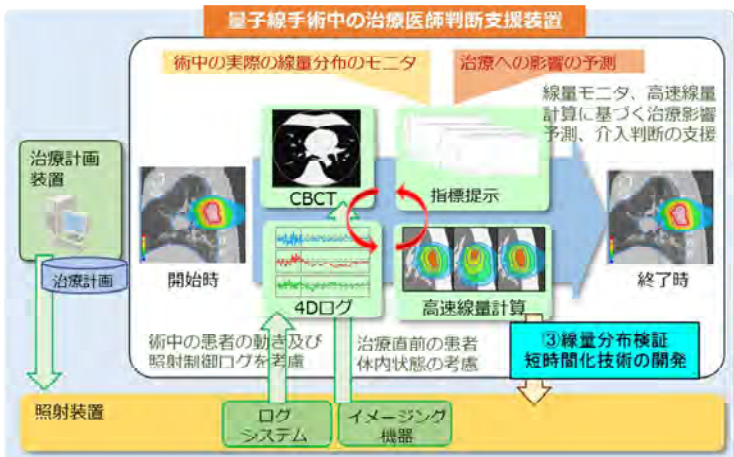 量子線手術中の治療医師判断支援装置
術中の実際の線量分布のモニタ
治療への影響の予測
線量モニタ、高速線量
計算に基づく治療影響
予測、介入判断の支援
治療計画
装置
治療計画
CBCT
指標提示
開始時
4Dログ
高速線量計算
終了時
術中の患者の動き及び
照射制御ログを考慮
治療直前の患者
体内状態の考慮
③線量分布検証
短時間化技術の開発
照射装置
ログ
システム
イメージング
機器